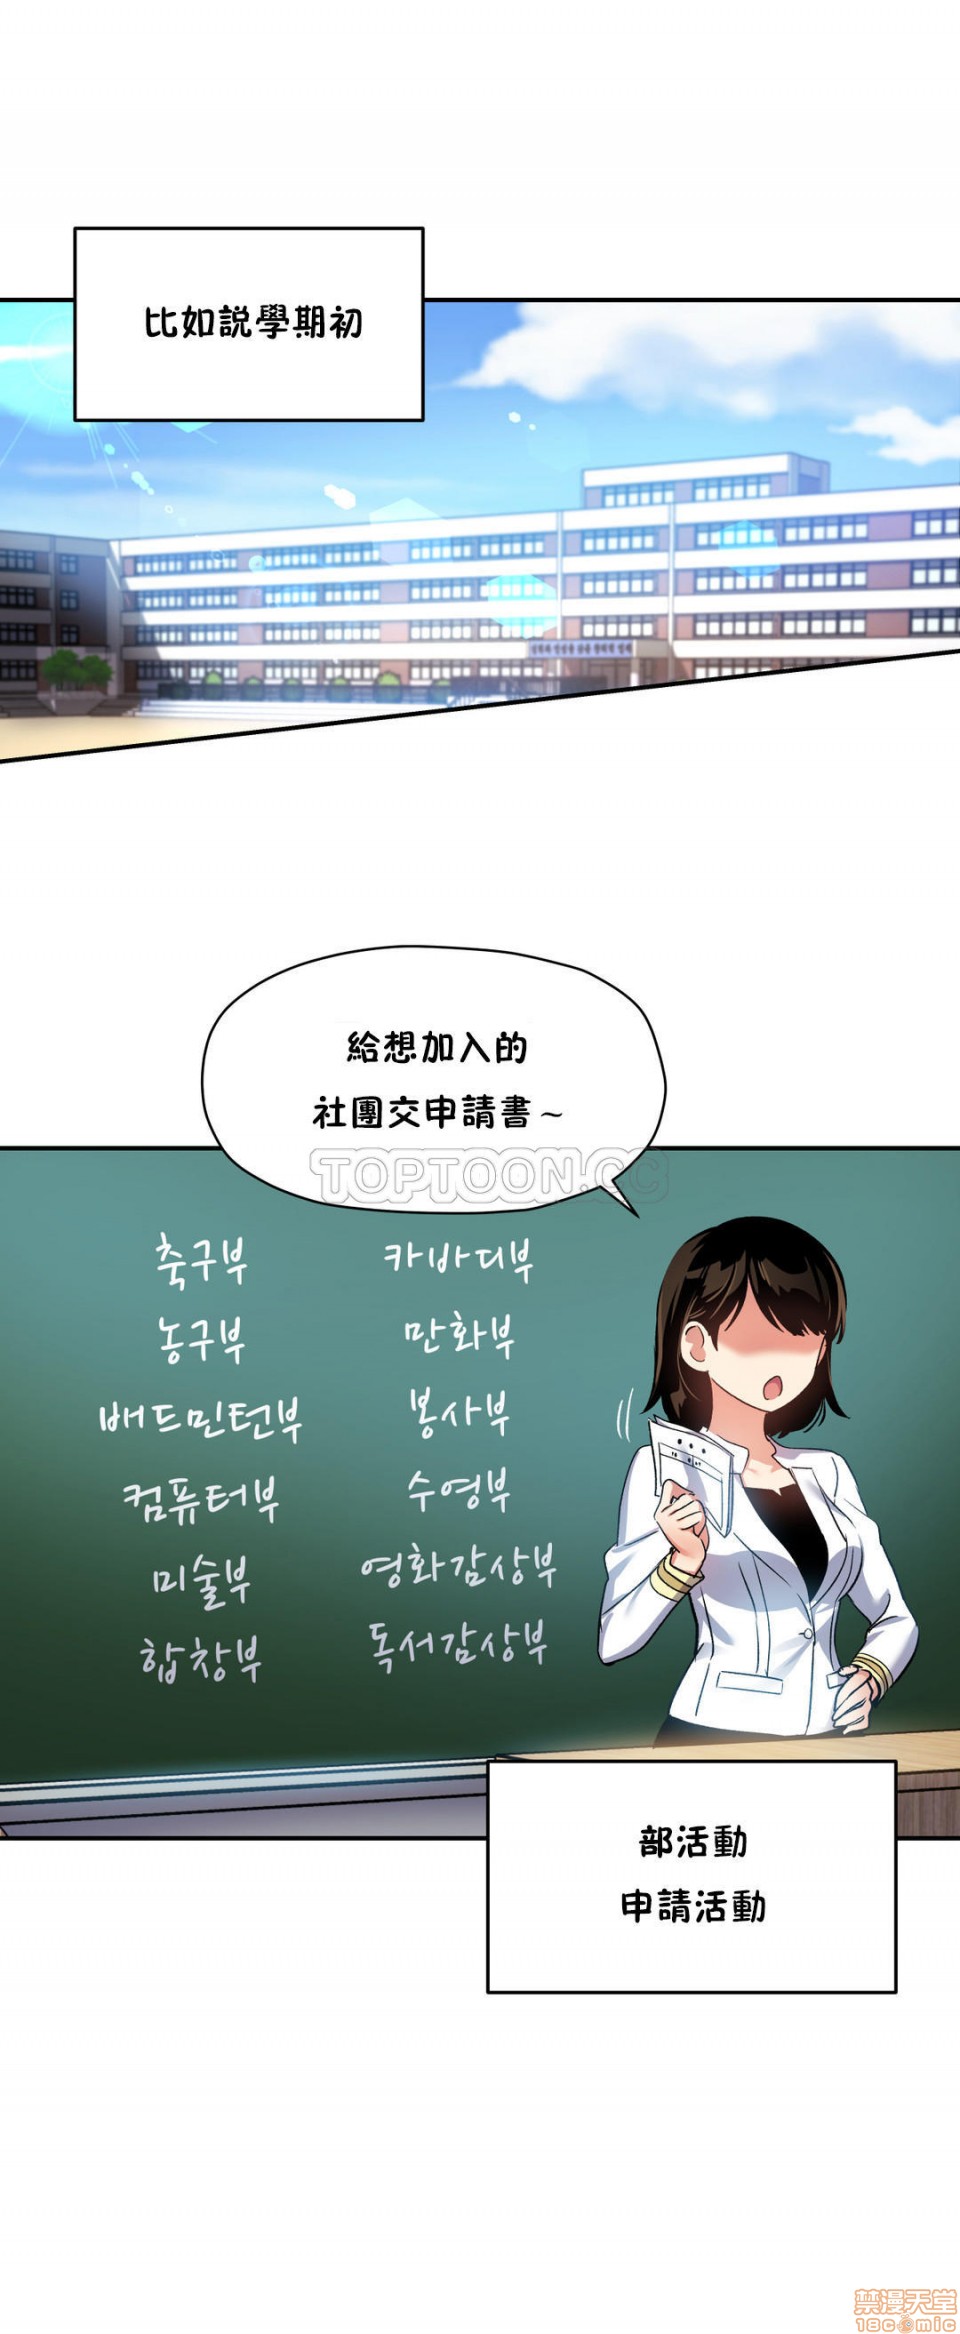 比如說學期初
給想加入的
社團交申請書～
TOPTOON.CC
축구부 카바디부
농구부 만화부
배드민턴부 봉사부
컴퓨터부 수영부
미술부 영화감상부
합창부 독서감상부
部活動
申請活動
禁漫天堂
18comic